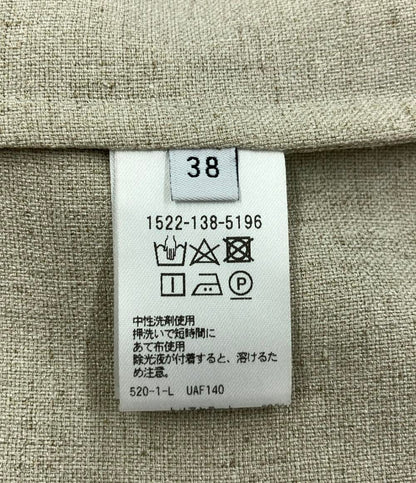 38
1522-138-5196
P
中性洗剤使用
押洗いで短時間に
あて布使用
除光液が付着すると、溶けるた
め注意。
520-1-L UAF140